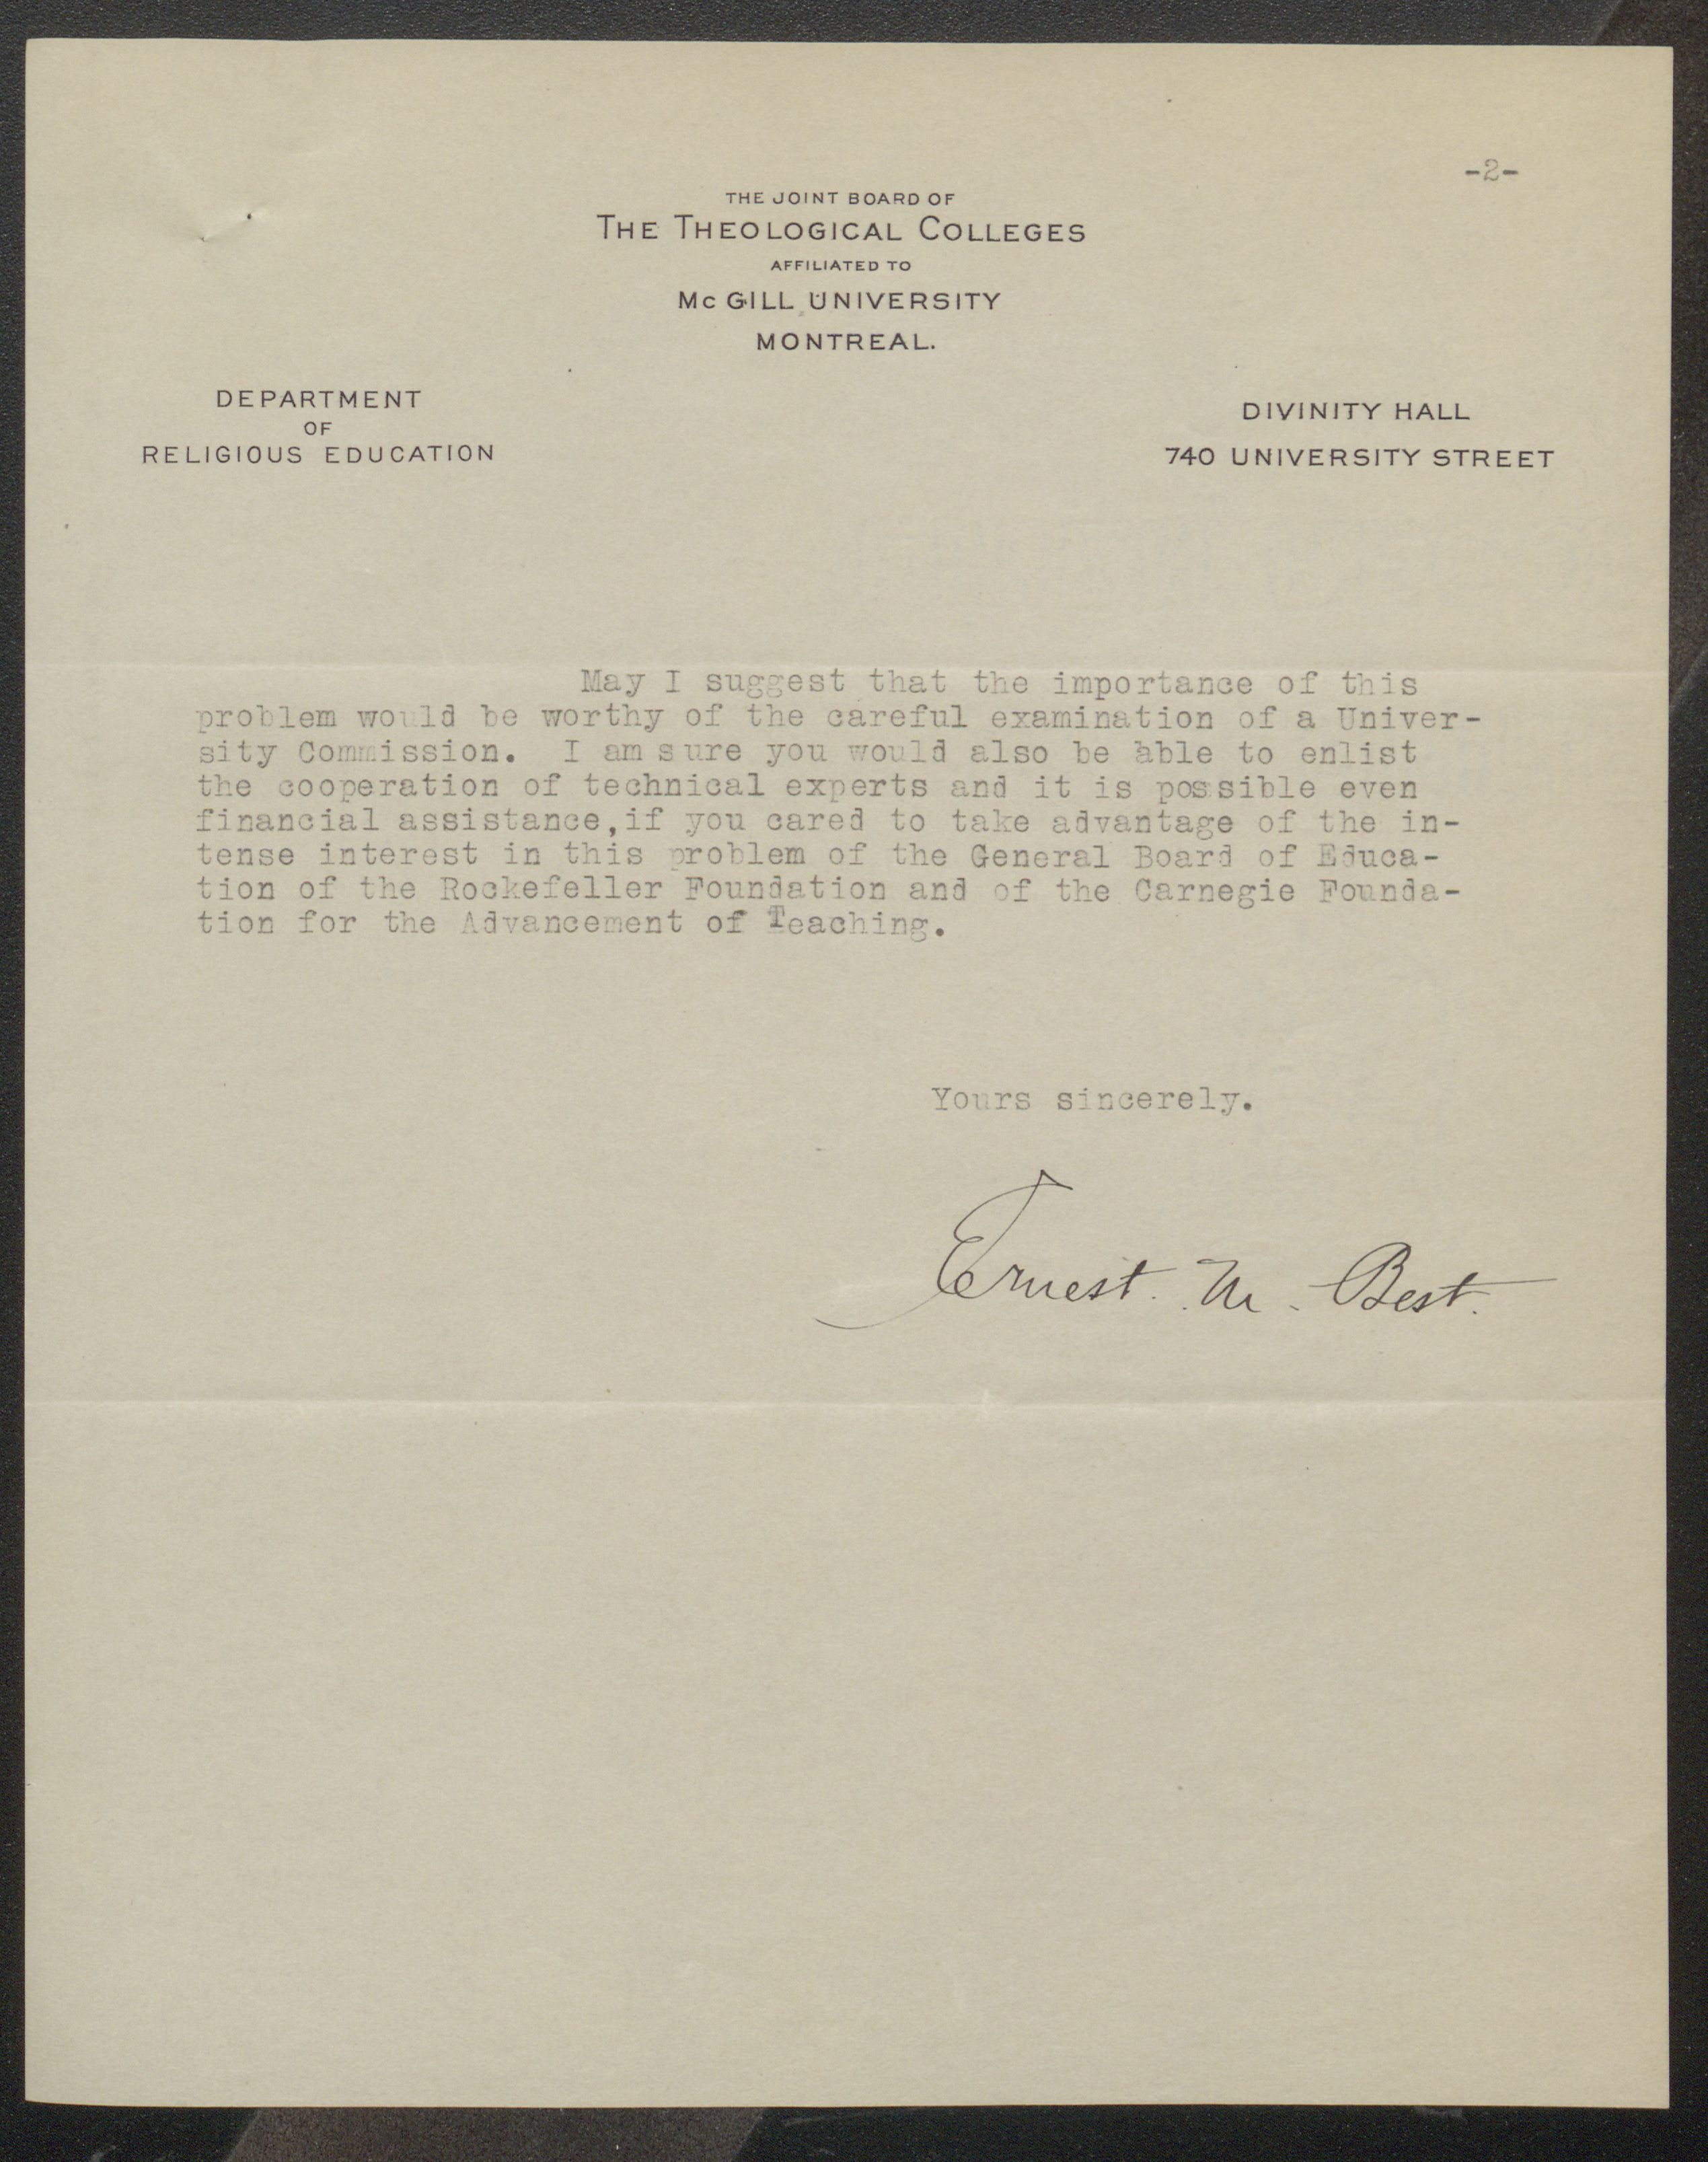 -2-
THE JOINT BOARD OF
THE THEOLOGICAL COLLEGES
AFFILIATED TO
Mc GILL UNIVERSITY
MONTREAL.
DEPARTMENT
OF
RELIGIOUS EDUCATION
DIVINITY HALL
740 UNIVERSITY STREET
May I suggest that the importance of this
problem would be worthy of the careful examination of a Univer-
sity Commission. I am sure you would also be able to enlist
the cooperation of technical experts and it is possible even
financial assistance,if you cared to take advantage of the in-
tense interest in this problem of the General Board of Educa-
tion of the Rockefeller Foundation and of the Carnegie Founda-
tion for the Advancement of Teaching.
Yours sincerely.
Ernest. M. Best.